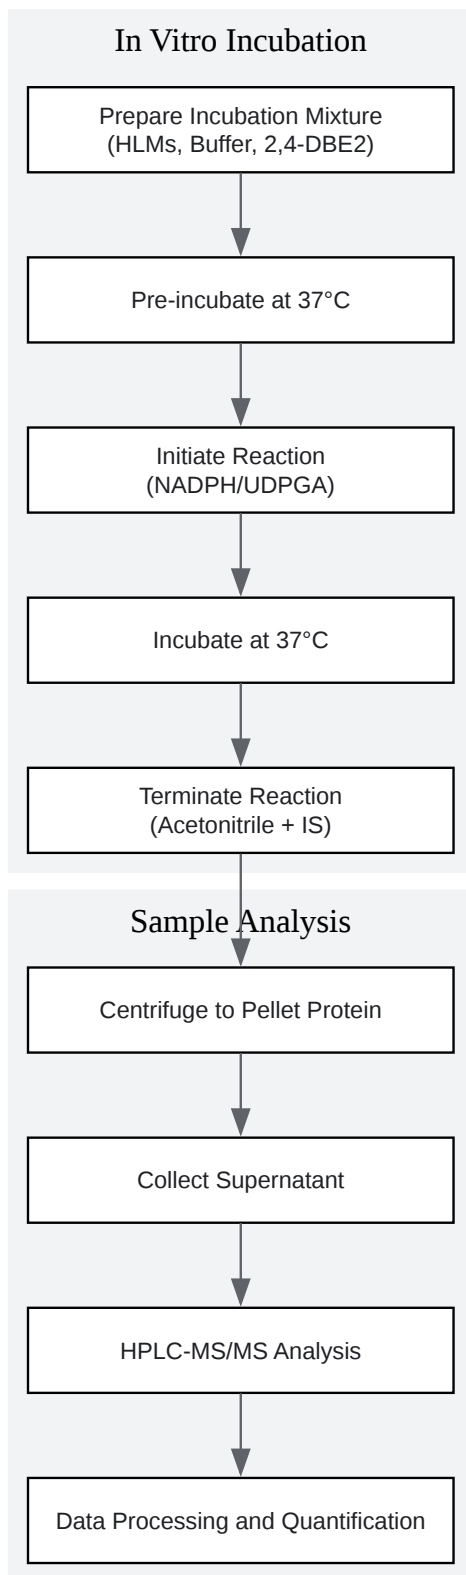 In Vitro Incubation
Prepare Incubation Mixture
(HLMs, Buffer, 2,4-DBE2)
Pre-incubate at 37°C
Initiate Reaction
(NADPH/UDPGA)
Incubate at 37°C
Terminate Reaction
(Acetonitrile + IS)
Sample Analysis
Centrifuge to Pellet Protein
Collect Supernatant
HPLC-MS/MS Analysis
Data Processing and Quantification